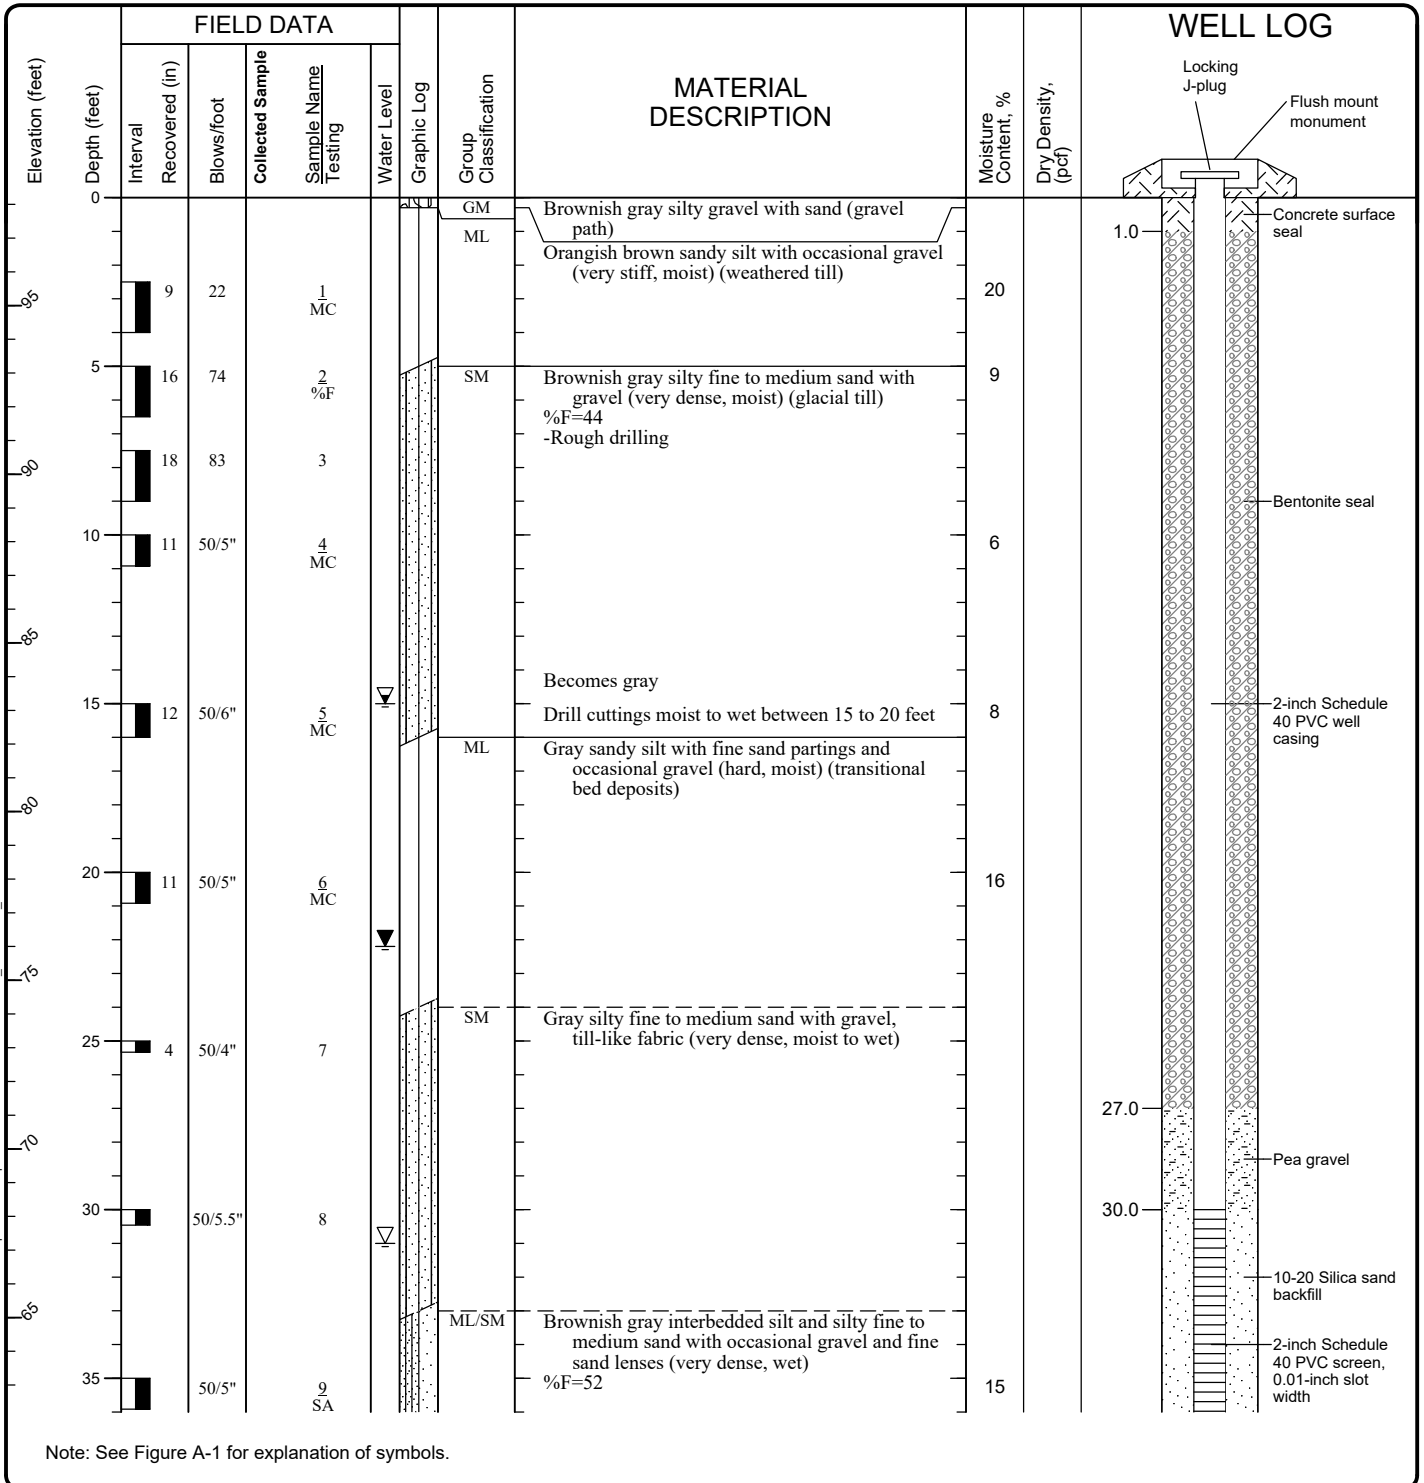 FIELD DATA
WELL LOG
Elevation (feet)
Depth (feet)
Interval
Recovered (in)
Blows/foot
Collected Sample
Sample Name
Testing
Water Level
Graphic Log
Group
Classification
MATERIAL
DESCRIPTION
Moisture
Content, %
Dry Density,
(pcf)
Locking
J-plug
Flush mount
monument
0
GM
Brownish gray silty gravel with sand (gravel
path)
Concrete surface
seal
1.0
ML
Orangish brown sandy silt with occasional gravel
(very stiff, moist) (weathered till)
95
9
22
1
MC
20
5
16
74
2
%F
SM
Brownish gray silty fine to medium sand with
gravel (very dense, moist) (glacial till)
%F=44
-Rough drilling
9
90
18
83
3
Bentonite seal
10
11
50/5"
4
MC
6
85
Becomes gray
15
12
50/6"
5
MC
Drill cuttings moist to wet between 15 to 20 feet
8
2-inch Schedule
40 PVC well
casing
ML
Gray sandy silt with fine sand partings and
occasional gravel (hard, moist) (transitional
bed deposits)
80
20
11
50/5"
6
MC
16
75
SM
Gray silty fine to medium sand with gravel,
till-like fabric (very dense, moist to wet)
25
4
50/4"
7
27.0
70
Pea gravel
30
50/5.5"
8
30.0
10-20 Silica sand
backfill
65
ML/SM
Brownish gray interbedded silt and silty fine to
medium sand with occasional gravel and fine
sand lenses (very dense, wet)
%F=52
2-inch Schedule
40 PVC screen,
0.01-inch slot
width
35
50/5"
9
SA
15
Note: See Figure A-1 for explanation of symbols.